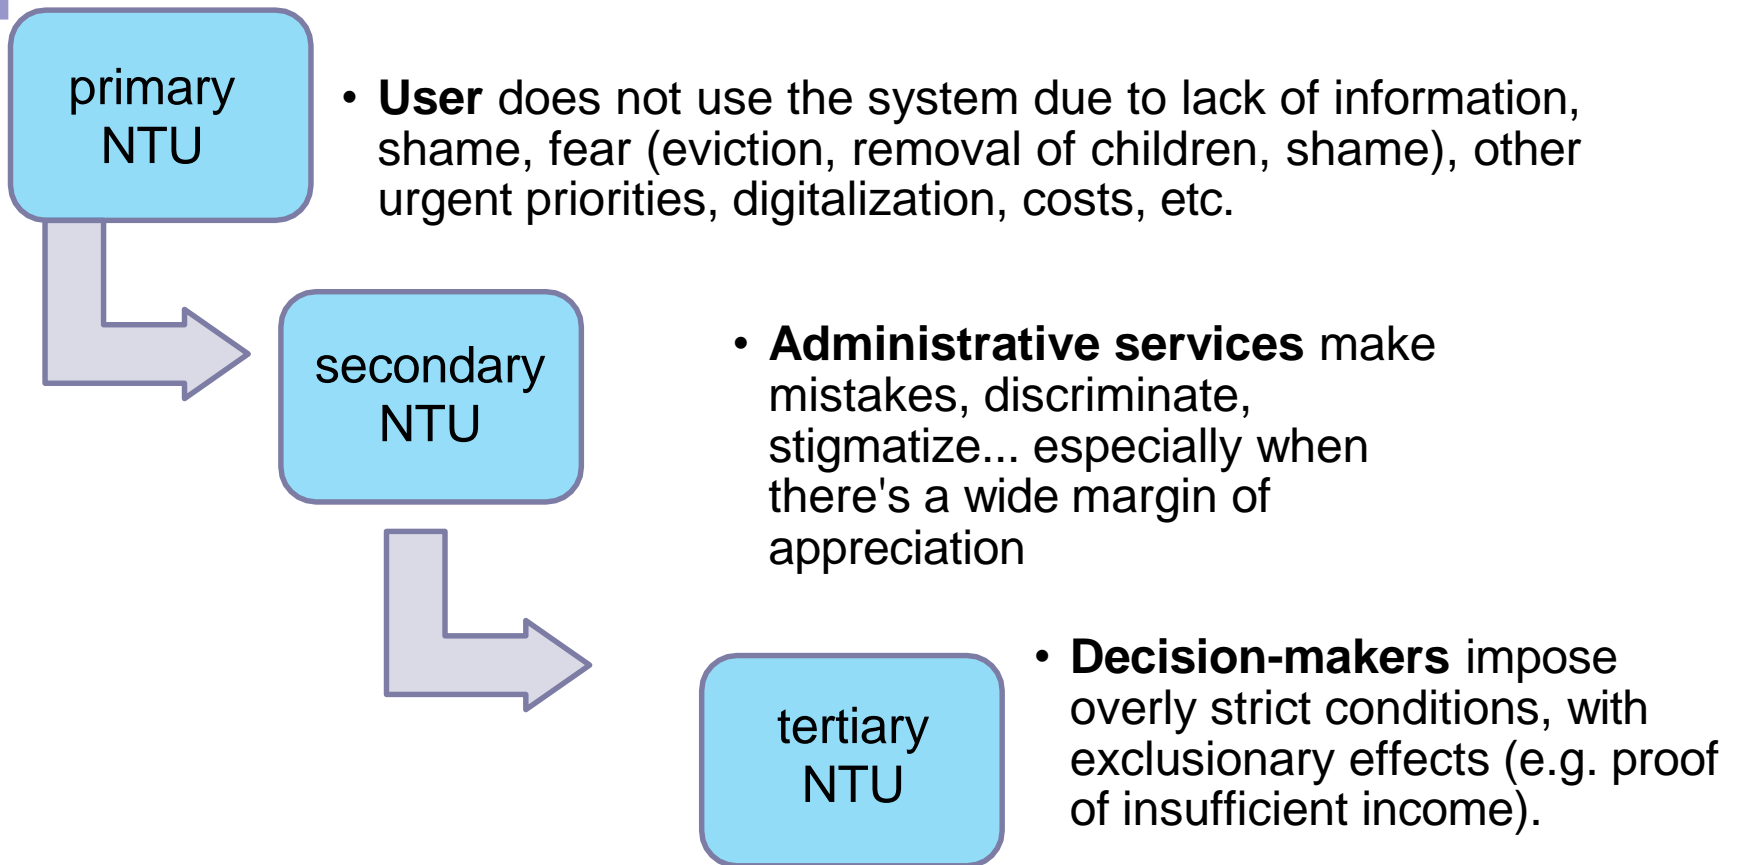 primary
NTU
• User does not use the system due to lack of information,
shame, fear (eviction, removal of children, shame), other
urgent priorities, digitalization, costs, etc.
secondary
NTU
• Administrative services make
mistakes, discriminate,
stigmatize... especially when
there's a wide margin of
appreciation
tertiary
NTU
• Decision-makers impose
overly strict conditions, with
exclusionary effects (e.g. proof
of insufficient income).